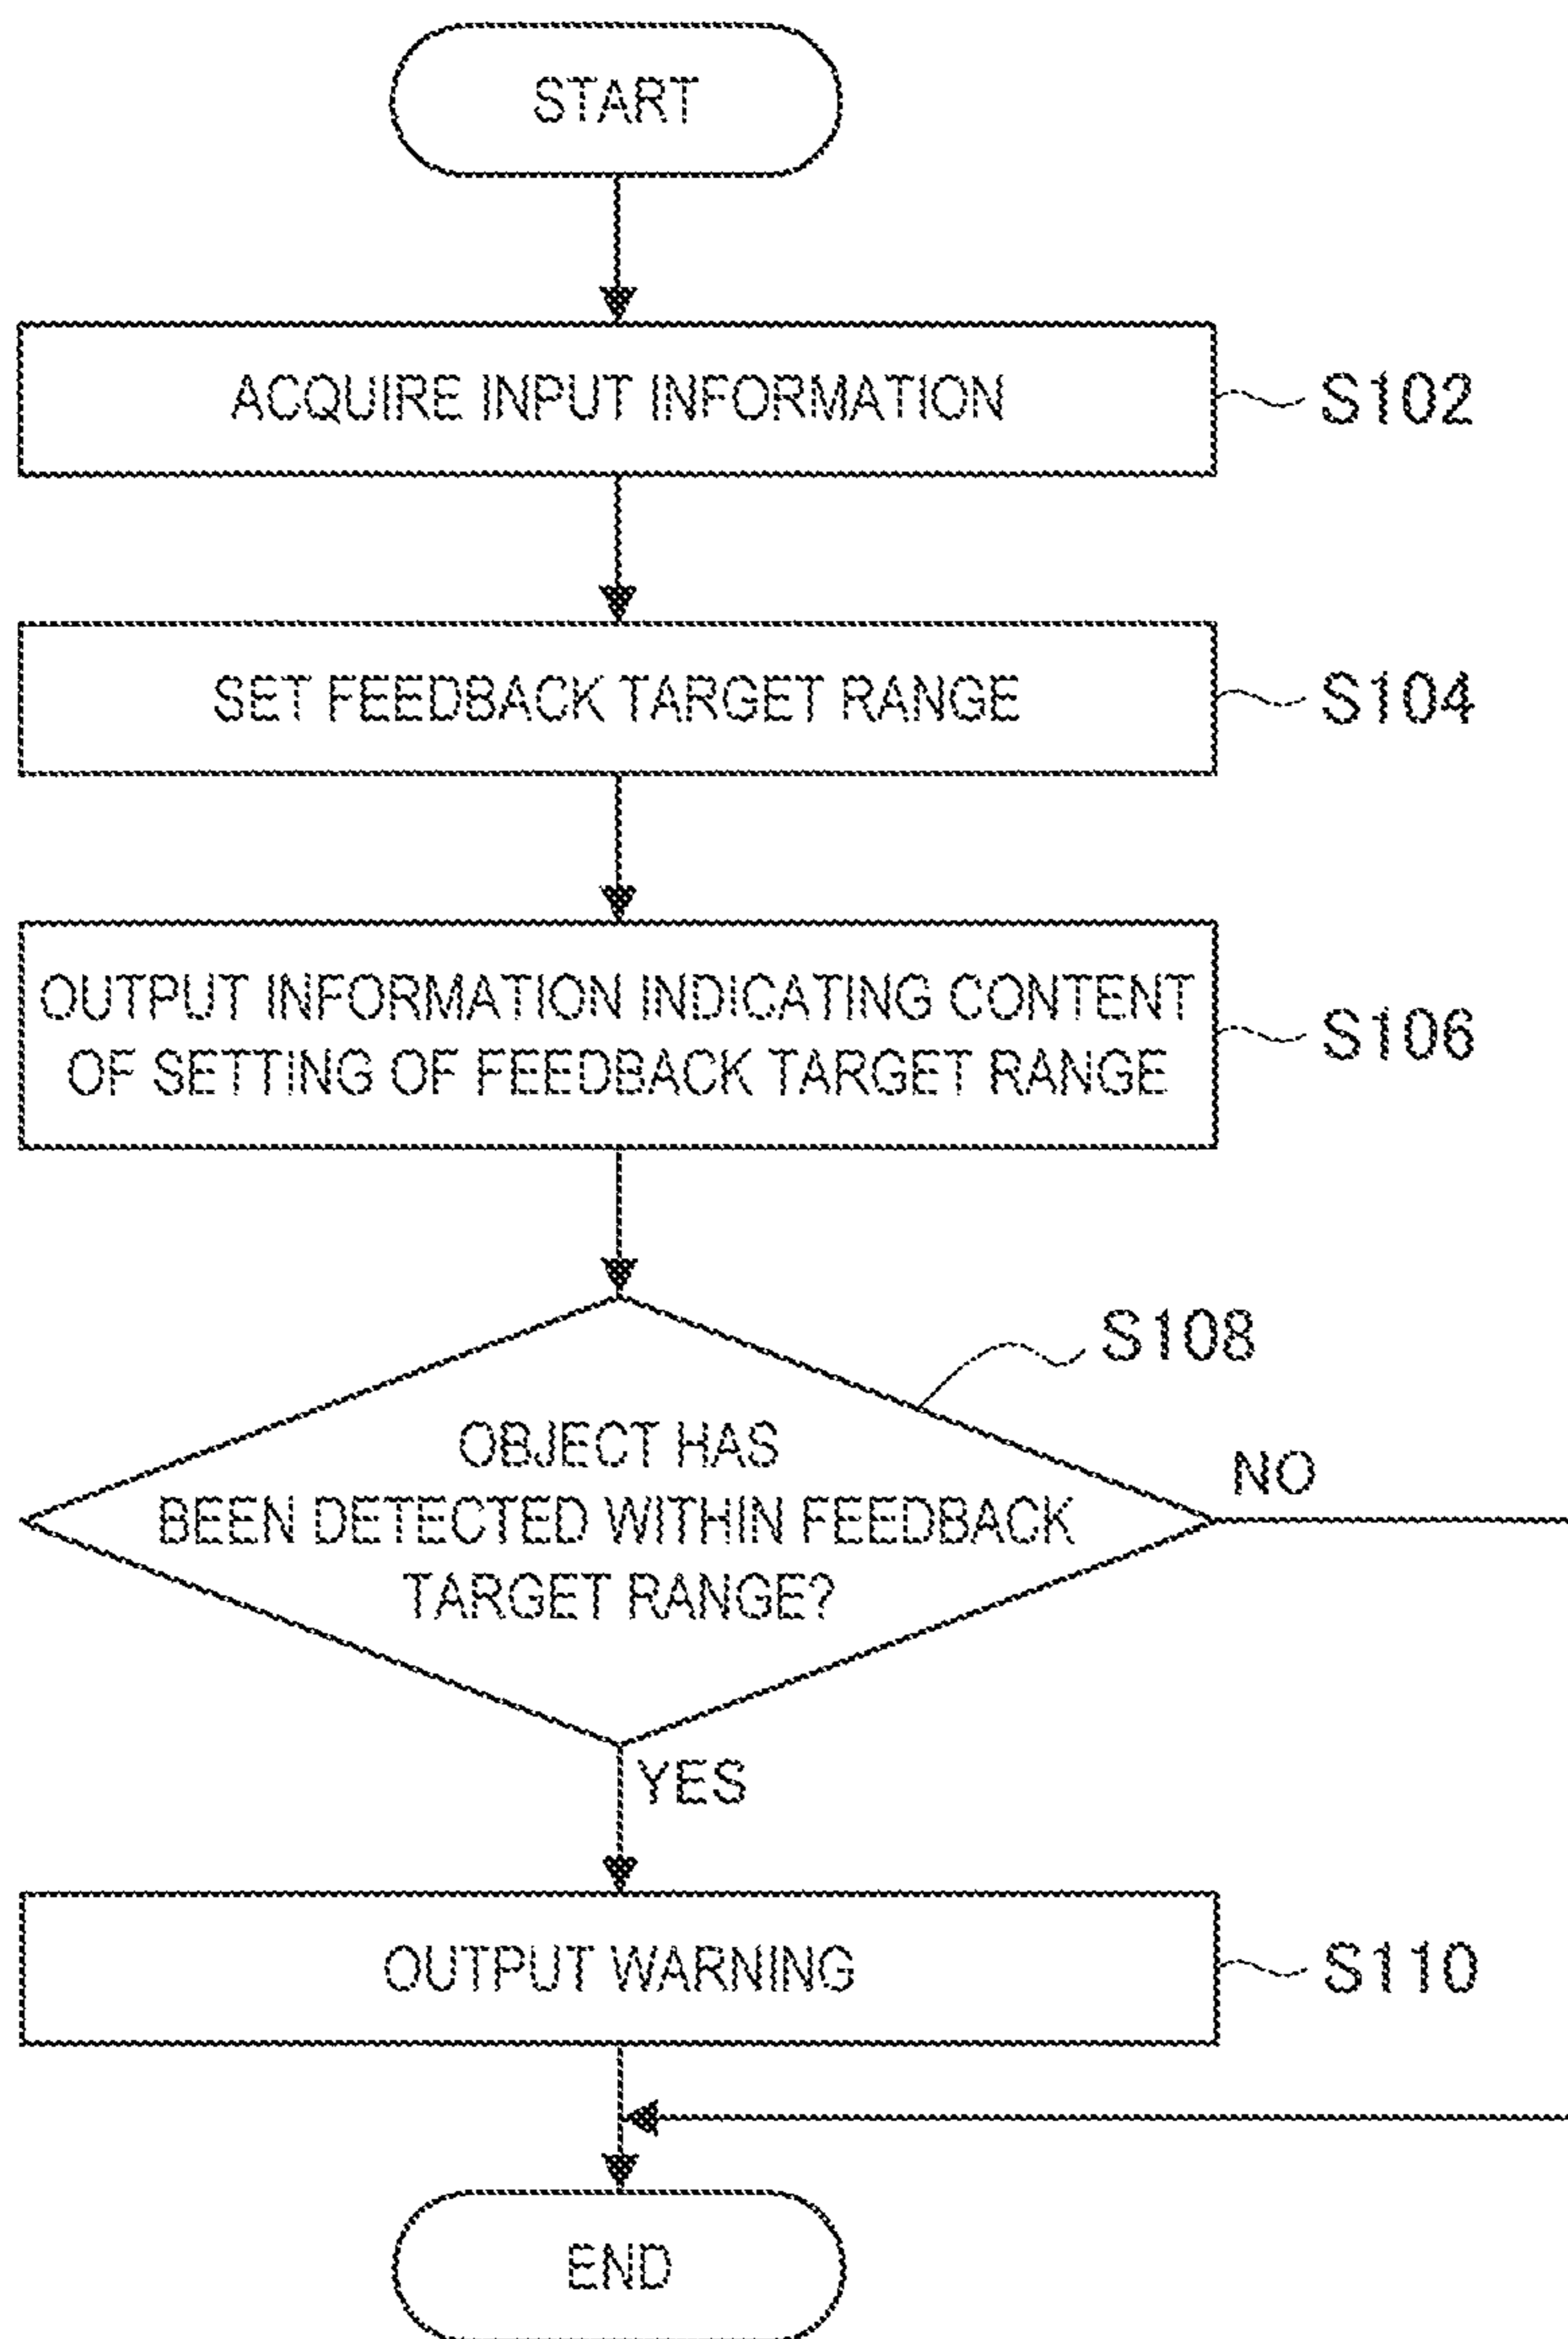 START
ACQUIRE INPUT INFORMATION
S102
SET FEEDBACK TARGET RANGE
S104
OUTPUT INFORMATION INDICATING CONTENT
OF SETTING OF FEEDBACK TARGET RANGE
S106
S108
OBJECT HAS
BEEN DETECTED WITHIN FEEDBACK
TARGET RANGE?
NO
YES
OUTPUT WARNING
S110
END